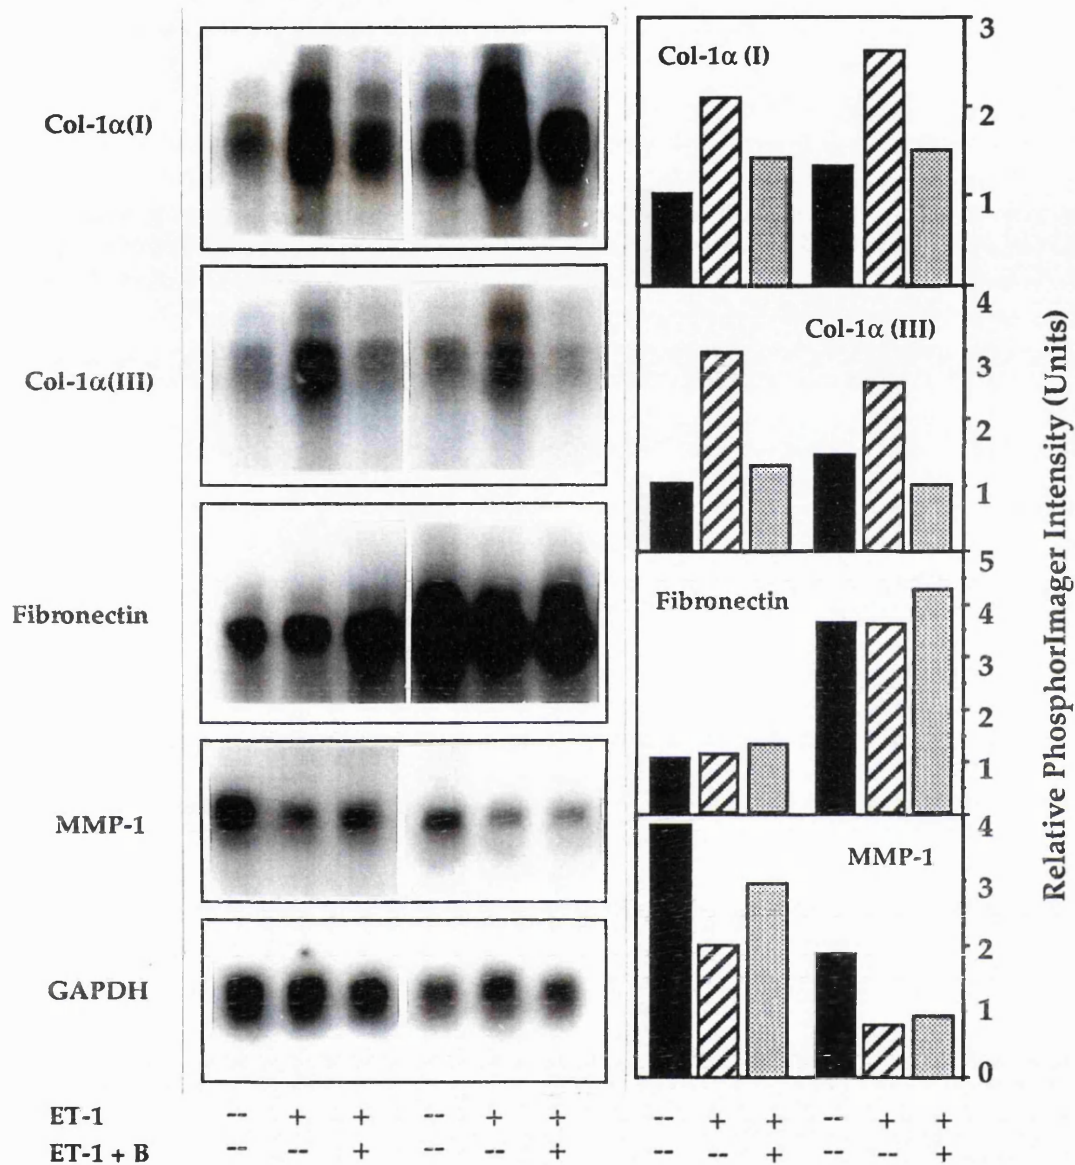 Col-1α(I)
Col-1α(III)
Fibronectin
MMP-1
GAPDH
ET-1 -- + + -- + +
ET-1 + B -- -- + -- -- +
Col-1α (I)
3
2
1
Col-1α (III)
4
3
2
1
Fibronectin
5
4
3
2
1
MMP-1
4
3
2
1
0
-- + + -- + +
-- -- + -- -- +
Relative PhosphorImager Intensity (Units)